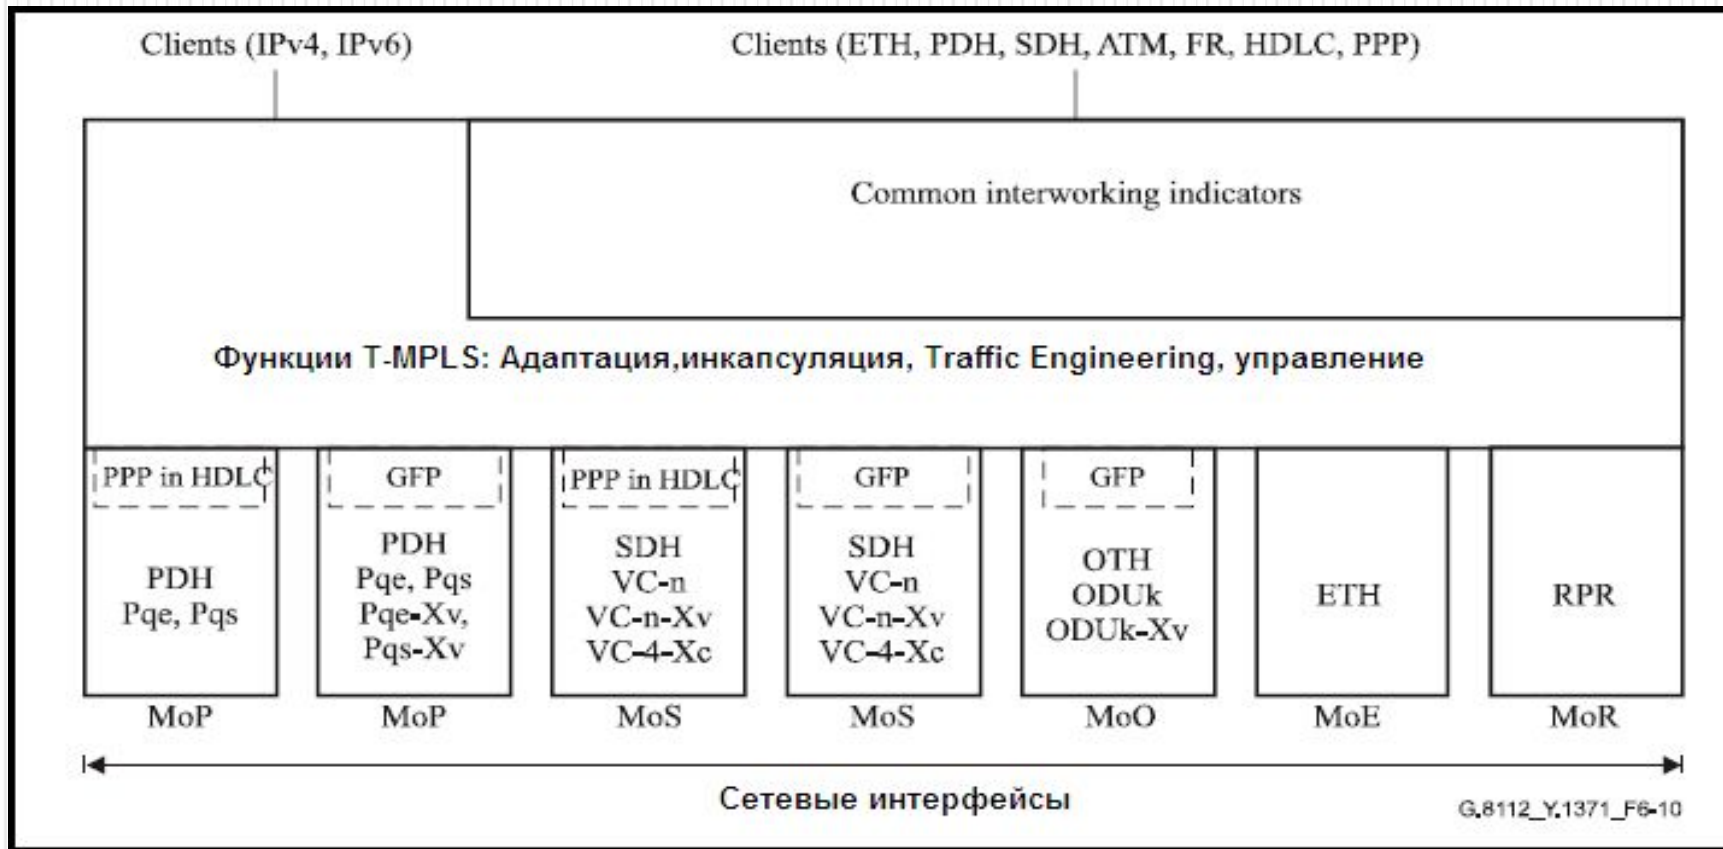 Clients (IPv4, IPv6)
Clients (ETH, PDH, SDH, ATM, FR, HDLC, PPP)
Common interworking indicators
Функции T-MPLS: Адаптация,инкапсуляция, Traffic Engineering, управление
PPP in HDLC
PDH
Pqe, Pqs
MoP
GFP
PDH
Pqe, Pqs
Pqe-Xv,
Pqs-Xv
MoP
PPP in HDLC
SDH
VC-n
VC-n-Xv
VC-4-Xc
MoS
GFP
SDH
VC-n
VC-n-Xv
VC-4-Xc
MoS
GFP
OTH
ODUk
ODUk-Xv
MoO
ETH
MoE
RPR
MoR
Сетевые интерфейсы
G.8112_Y.1371_F6-10